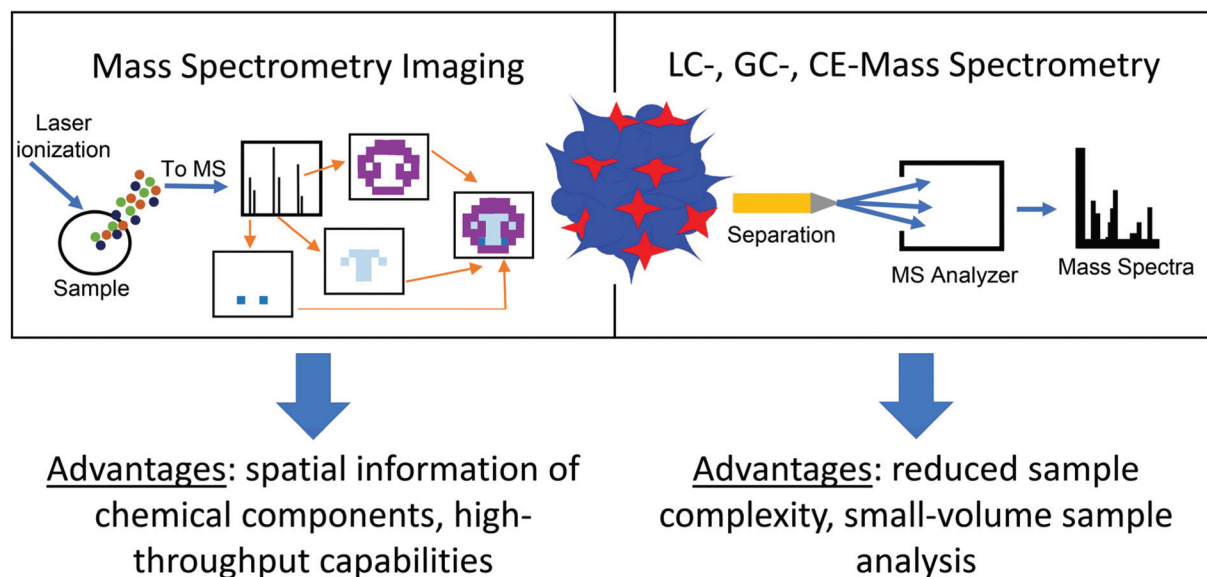 Mass Spectrometry Imaging
Laser
ionization
To MS
Sample
LC-, GC-, CE-Mass Spectrometry
Separation
MS Analyzer
Mass Spectra
Advantages: spatial information of
chemical components, high-
throughput capabilities
Advantages: reduced sample
complexity, small-volume sample
analysis